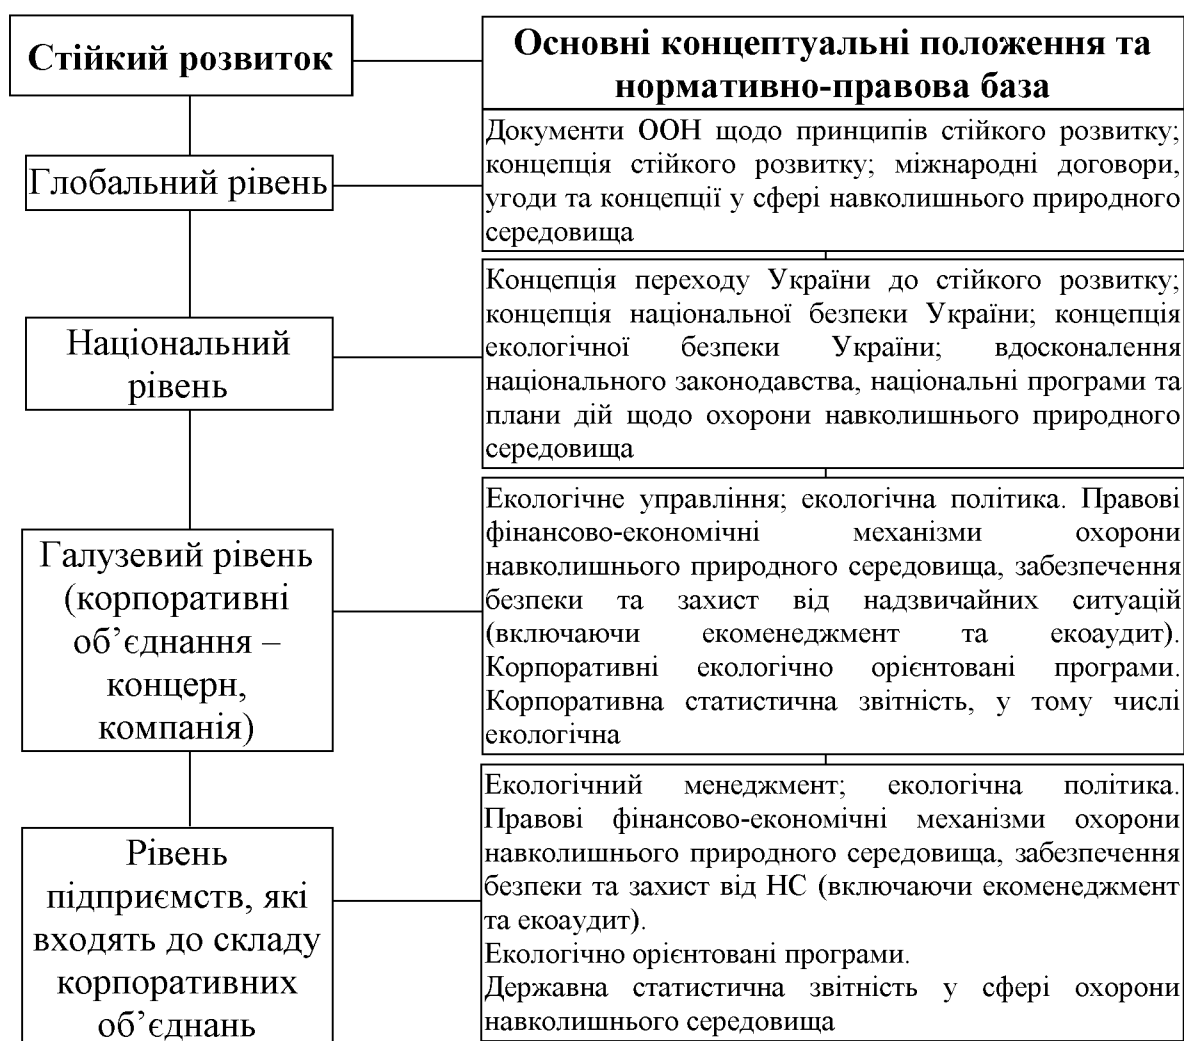 Стійкий розвиток
Основні концептуальні положення та
нормативно-правова база
Глобальний рівень
Документи ООН щодо принципів стійкого розвитку;
концепція стійкого розвитку; міжнародні договори,
угоди та концепції у сфері навколишнього природного
середовища
Національний
рівень
Концепція переходу України до стійкого розвитку;
концепція національної безпеки України; концепція
екологічної безпеки України; вдосконалення
національного законодавства, національні програми та
плани дій щодо охорони навколишнього природного
середовища
Галузевий рівень
(корпоративні
об’єднання –
концерн,
компанія)
Екологічне управління; екологічна політика. Правові
фінансово-економічні механізми охорони
навколишнього природного середовища, забезпечення
безпеки та захист від надзвичайних ситуацій
(включаючи екоменеджмент та екоаудит).
Корпоративні екологічно орієнтовані програми.
Корпоративна статистична звітність, у тому числі
екологічна
Рівень
підприємств, які
входять до складу
корпоративних
об’єднань
Екологічний менеджмент; екологічна політика.
Правові фінансово-економічні механізми охорони
навколишнього природного середовища, забезпечення
безпеки та захист від НС (включаючи екоменеджмент
та екоаудит).
Екологічно орієнтовані програми.
Державна статистична звітність у сфері охорони
навколишнього середовища